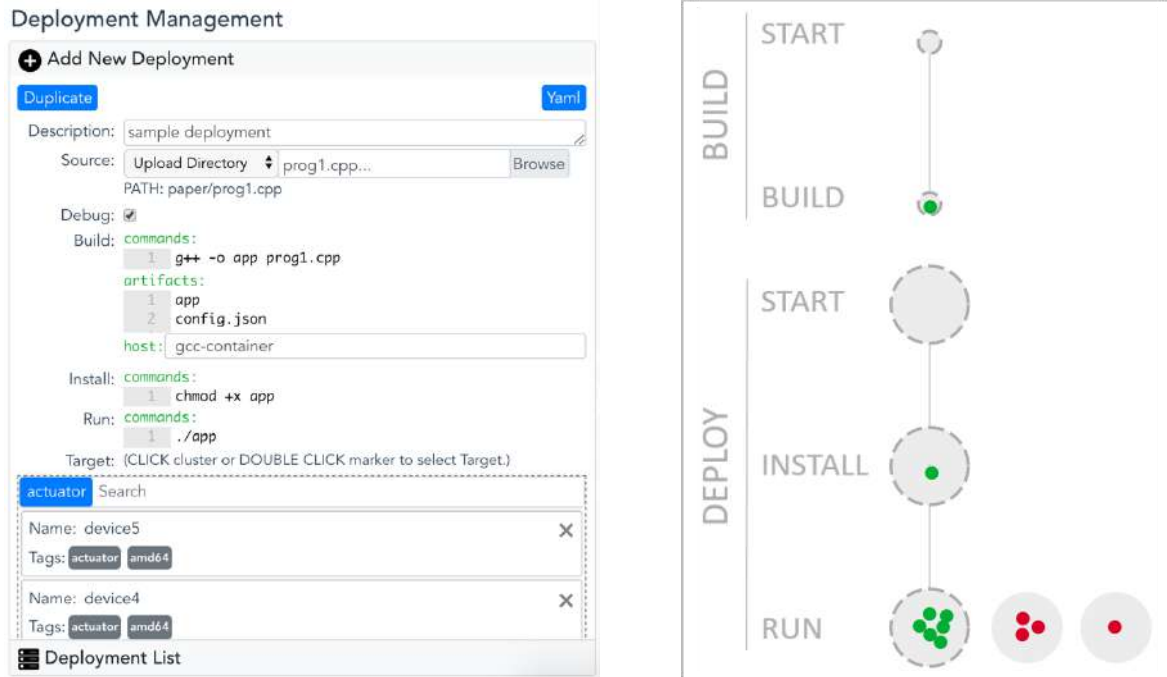 Deployment Management
Add New Deployment
Duplicate Yaml
Description: sample deployment
Source: Upload Directory prog1.cpp... Browse
PATH: paper/prog1.cpp
Debug:
Build: commands:
1 g++ -o app prog1.cpp
artifacts:
1 app
2 config.json
host: gcc-container
Install: commands:
1 chmod +x app
Run: commands:
1 ./app
Target: (CLICK cluster or DOUBLE CLICK marker to select Target.)
actuator Search
Name: device5
Tags: actuator amd64
Name: device4
Tags: actuator amd64
Deployment List
BUILD
START
BUILD
DEPLOY
START
INSTALL
RUN